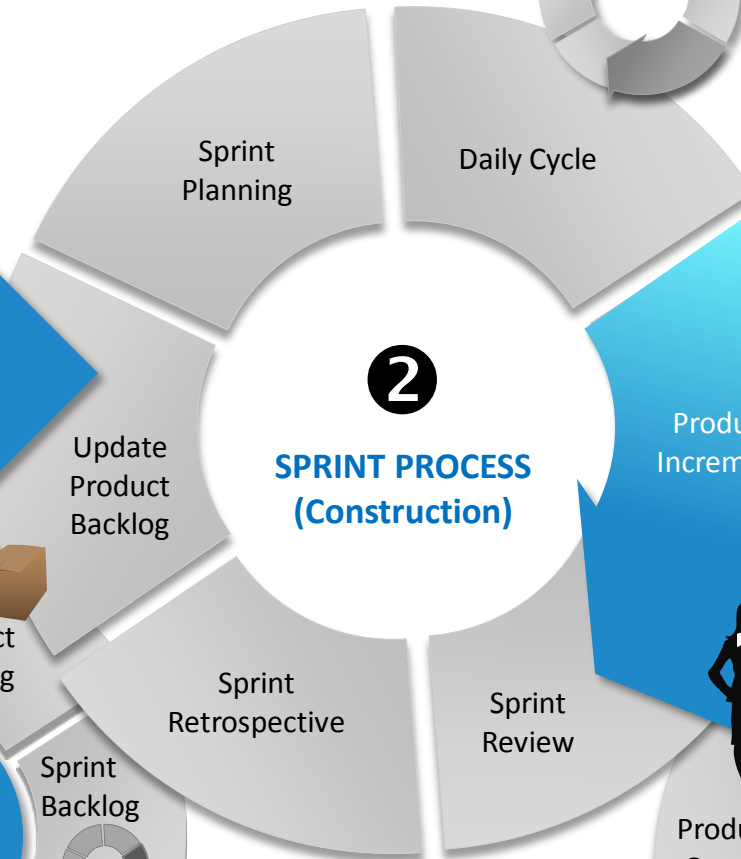 Sprint
Planning
Daily Cycle
2
SPRINT PROCESS
(Construction)
Update
Product
Backlog
Sprint
Retrospective
Sprint
Review
Sprint
Backlog